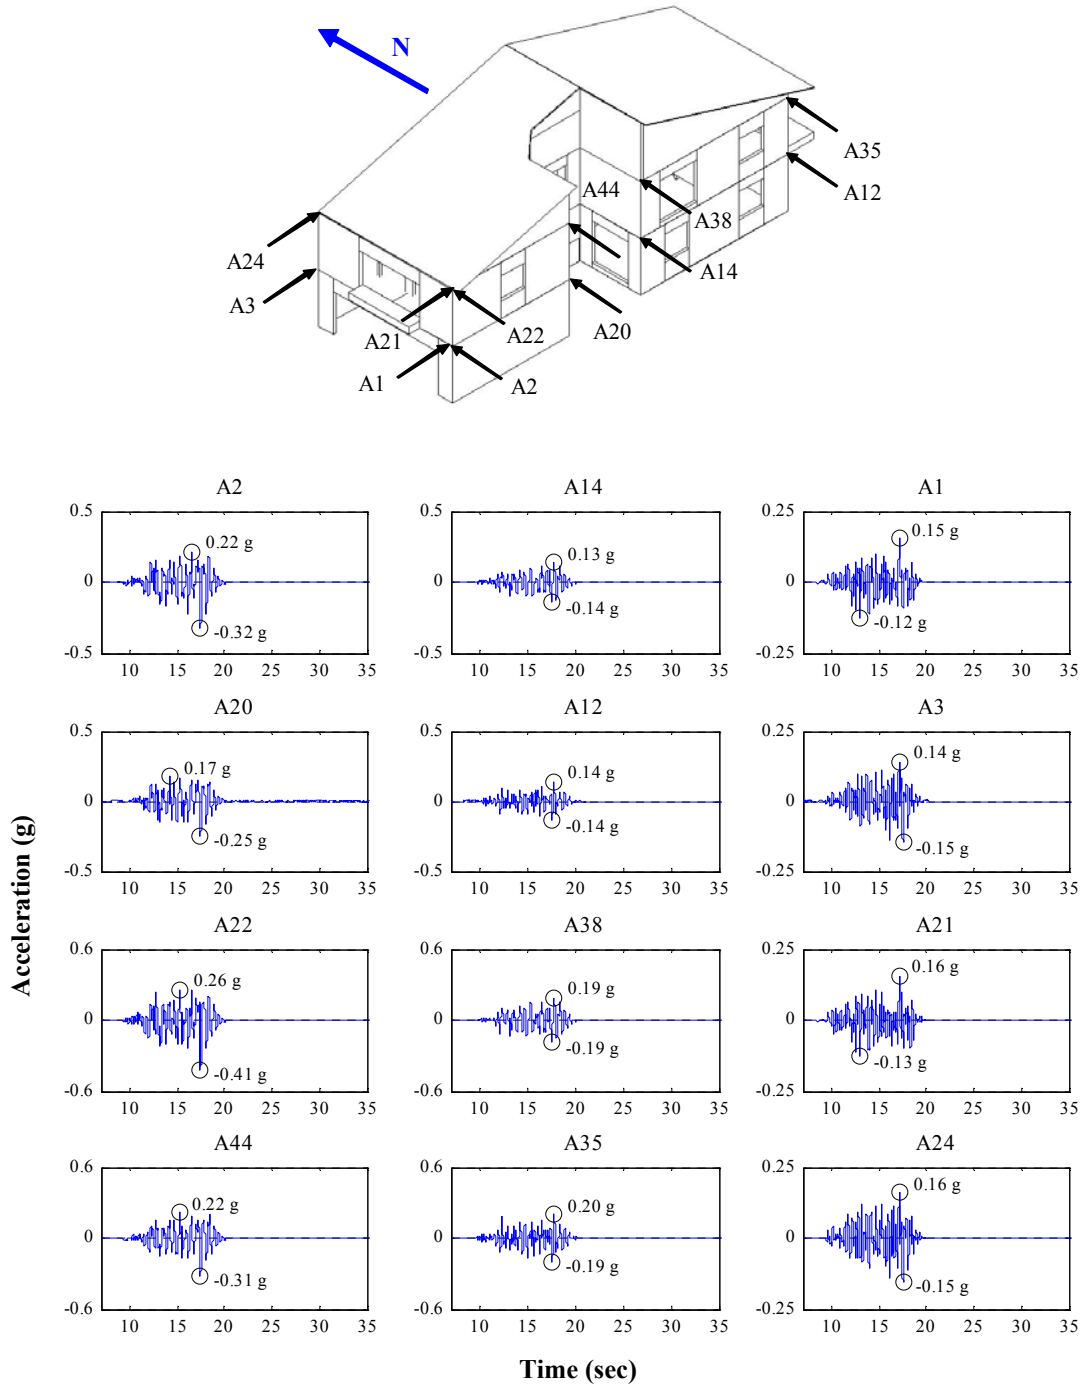 N
A35
A44
A12
A38
A24
A14
A3
A21
A22
A20
A1
A2
A2
A14
A1
0.5
0.5
0.25
0.22 g
0.13 g
0.15 g
0
0
0
-0.32 g
-0.14 g
-0.12 g
-0.5
-0.5
-0.25
10 15 20 25 30 35
10 15 20 25 30 35
10 15 20 25 30 35
A20
A12
A3
0.5
0.5
0.25
0.17 g
0.14 g
0.14 g
0
0
0
-0.25 g
-0.14 g
-0.15 g
-0.5
-0.5
-0.25
10 15 20 25 30 35
10 15 20 25 30 35
10 15 20 25 30 35
A22
A38
A21
0.6
0.6
0.25
0.26 g
0.19 g
0.16 g
0
0
0
-0.41 g
-0.19 g
-0.13 g
-0.6
-0.6
-0.25
10 15 20 25 30 35
10 15 20 25 30 35
10 15 20 25 30 35
A44
A35
A24
0.6
0.6
0.25
0.22 g
0.20 g
0.16 g
0
0
0
-0.31 g
-0.19 g
-0.15 g
-0.6
-0.6
-0.25
10 15 20 25 30 35
10 15 20 25 30 35
10 15 20 25 30 35
Acceleration (g)
Time (sec)